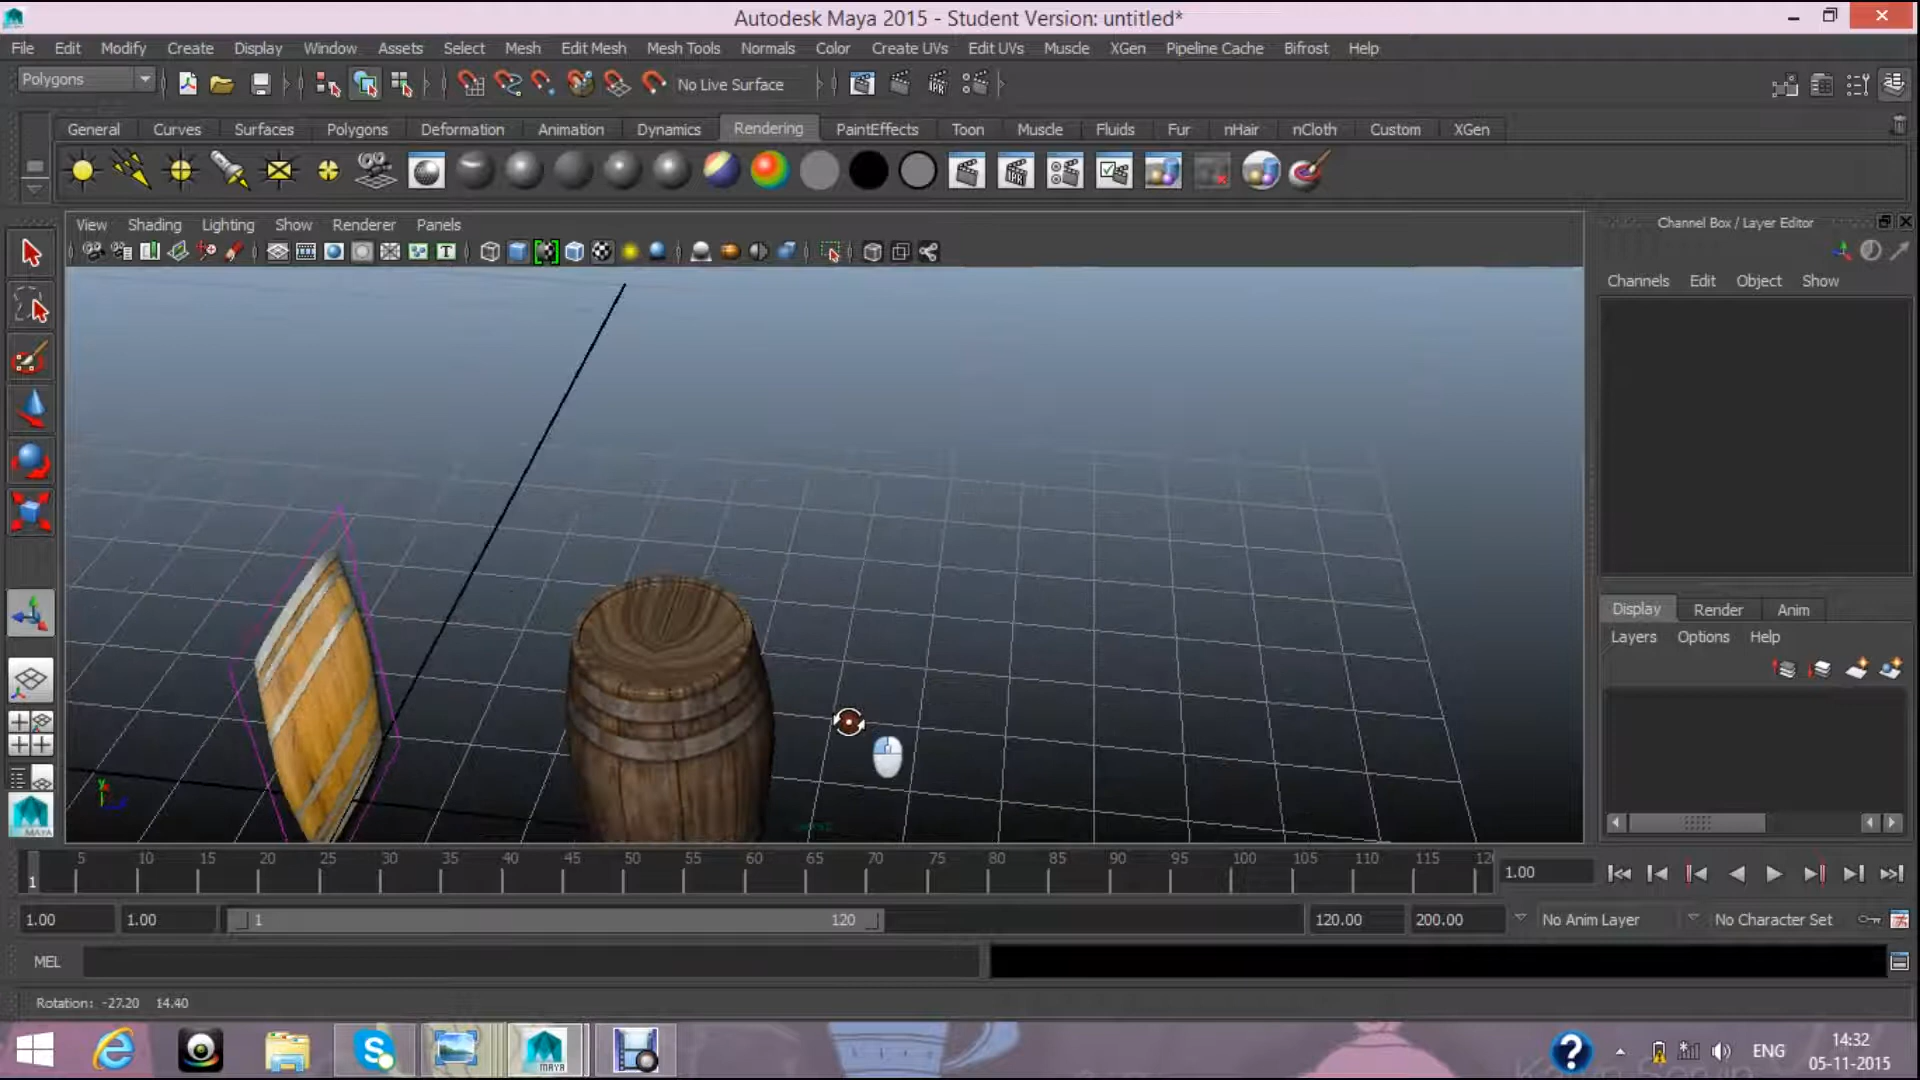 Autodesk Maya 2015 - Student Version: untitled*
File Edit Modify Create Display Window Assets Select Mesh Edit Mesh Mesh Tools Normals Color Create UVs Edit UVs Muscle XGen Pipeline Cache Bifrost Help
Polygons No Live Surface
General Curves Surfaces Polygons Deformation Animation Dynamics Rendering PaintEffects Toon Muscle Fluids Fur nHair nCloth Custom XGen
View Shading Lighting Show Renderer Panels
Channel Box / Layer Editor
Channels Edit Object Show
Display Render Anim
Layers Options Help
5 10 15 20 25 30 35 40 45 50 55 60 65 70 75 80 85 90 95 100 105 110 115 12
1 1.00
1.00 1.00 1 120 120.00 200.00 No Anim Layer No Character Set
MEL
Rotation: -27.20 14.40
ENG
14:32
05-11-2015